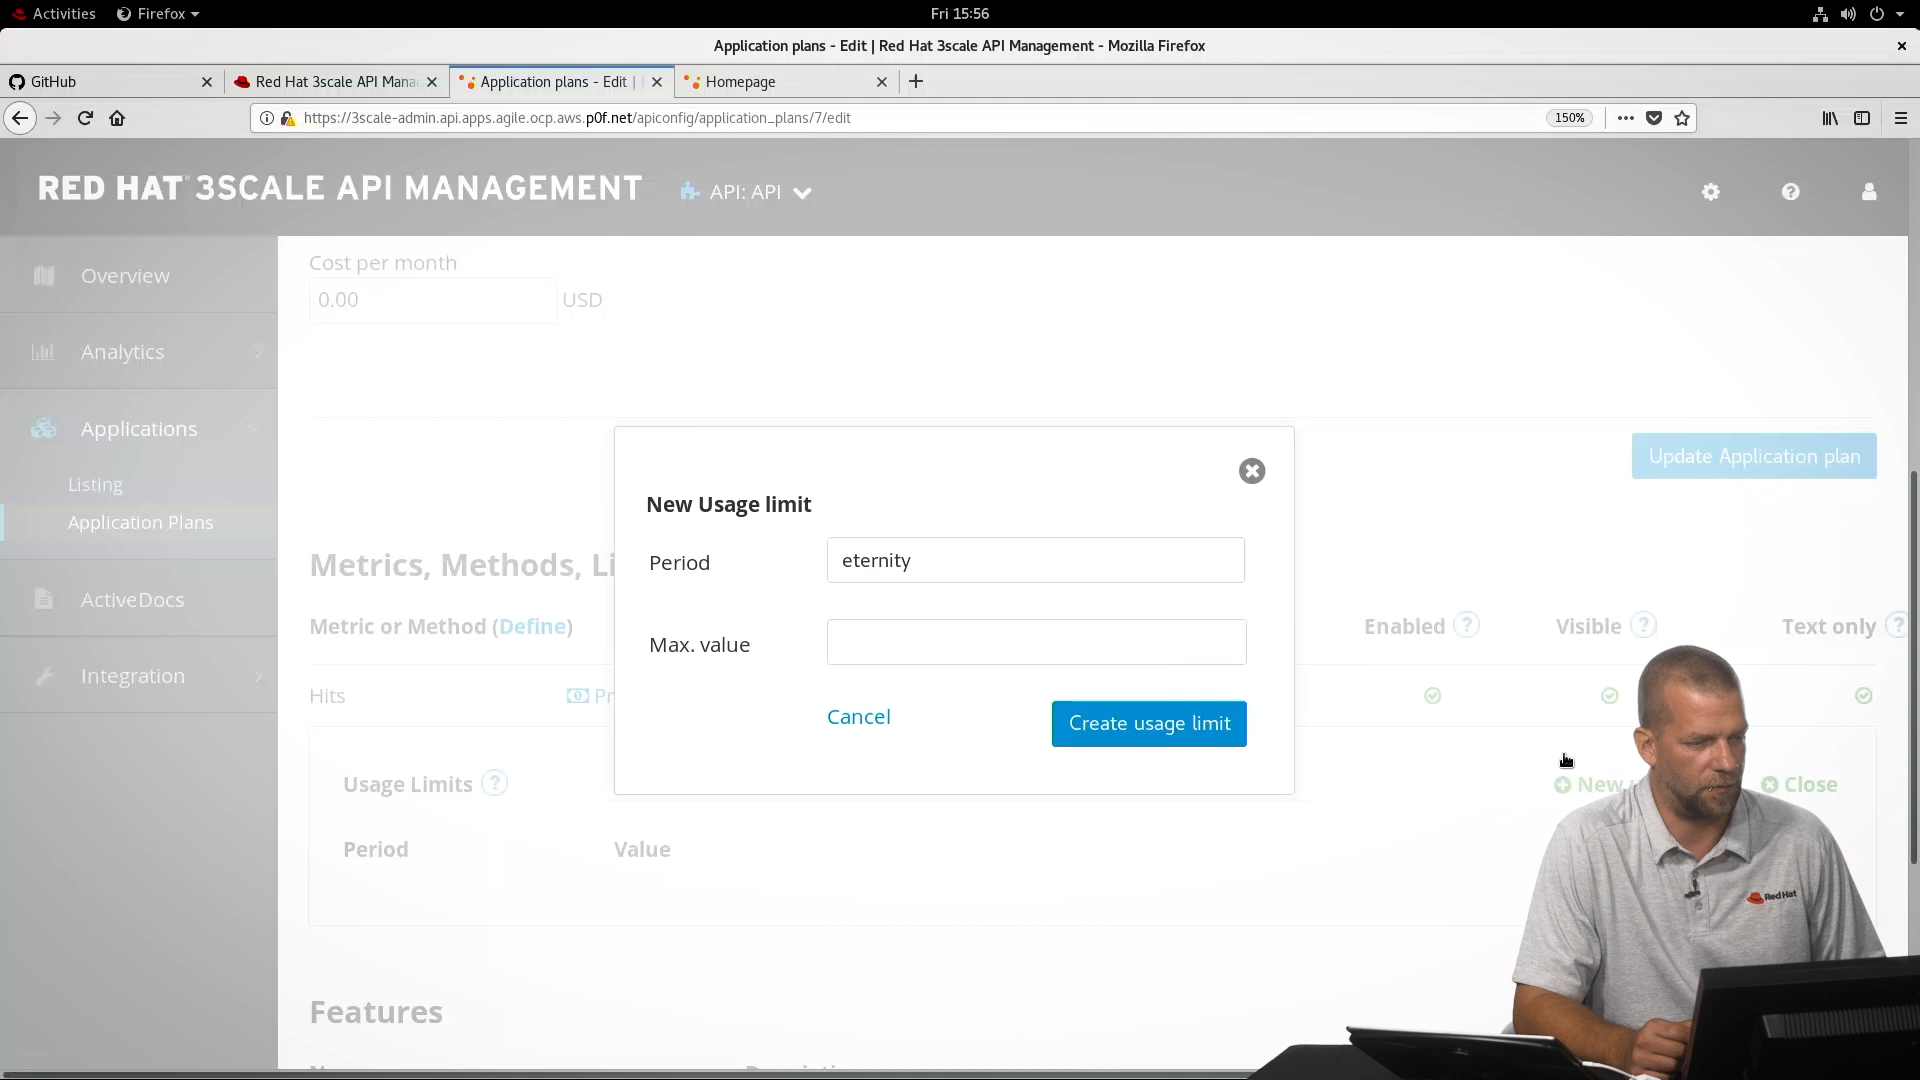 Activities Firefox Fri 15:56
Application plans - Edit | Red Hat 3scale API Management - Mozilla Firefox
GitHub Red Hat 3scale API Mana Application plans - Edit | Homepage
https://3scale-admin.api.apps.agile.ocp.aws.p0f.net/apiconfig/application_plans/7/edit 150%
RED HAT 3SCALE API MANAGEMENT API: API
Overview
Analytics
Applications
Listing
Application Plans
ActiveDocs
Integration
Cost per month
0.00 USD
Update Application plan
Metrics, Methods, Li
Metric or Method (Define) Enabled ? Visible ? Text only ?
Hits Pr
Usage Limits ? New u Close
Period Value
New Usage limit
Period eternity
Max. value
Cancel Create usage limit
Features
Red Hat